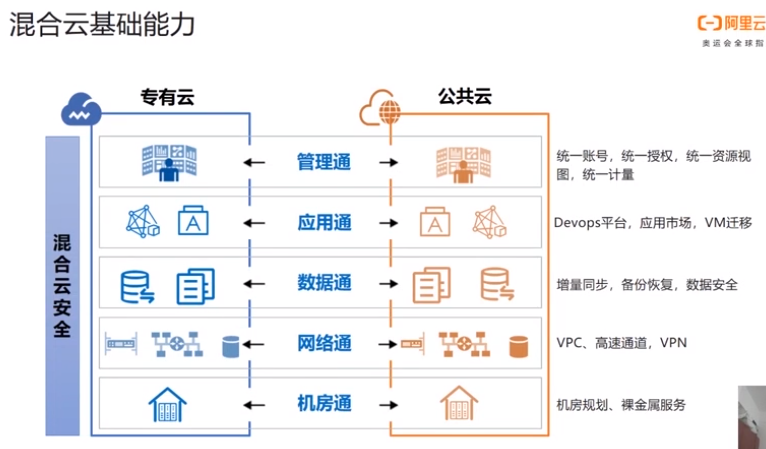 混合云基础能力
阿里云
奥运会全球指
专有云
公共云
混合云安全
管理通
统一账号，统一授权，统一资源视
图，统一计量
A
应用通
A
Devops平台，应用市场，VM迁移
数据通
增量同步，备份恢复，数据安全
网络通
VPC、高速通道，VPN
机房通
机房规划、裸金属服务